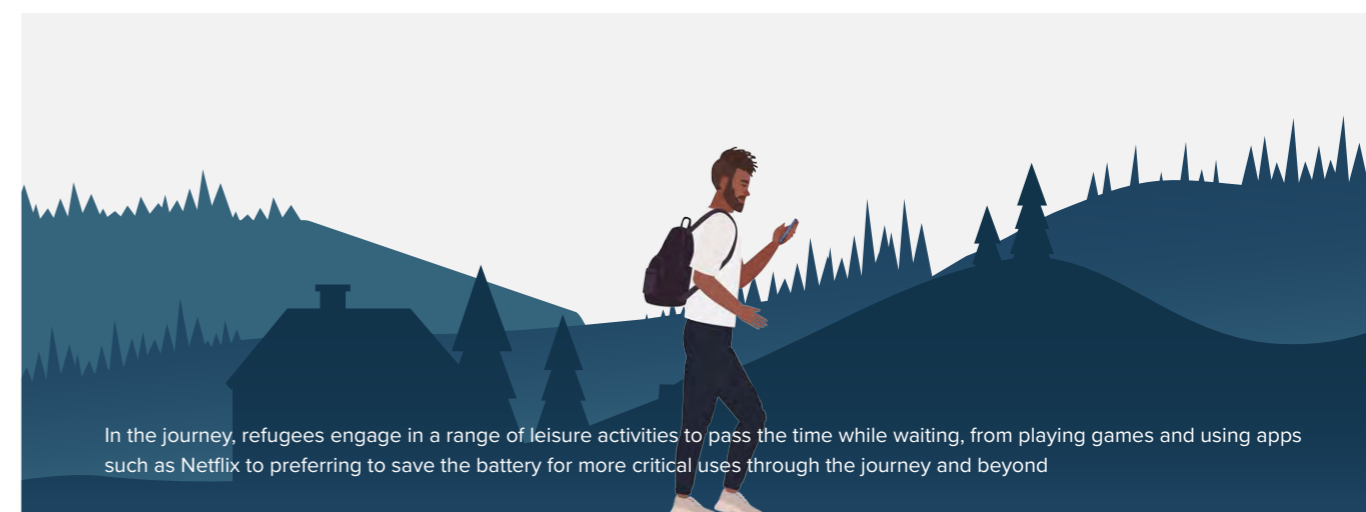 In the journey, refugees engage in a range of leisure activities to pass the time while waiting, from playing games and using apps
such as Netflix to preferring to save the battery for more critical uses through the journey and beyond